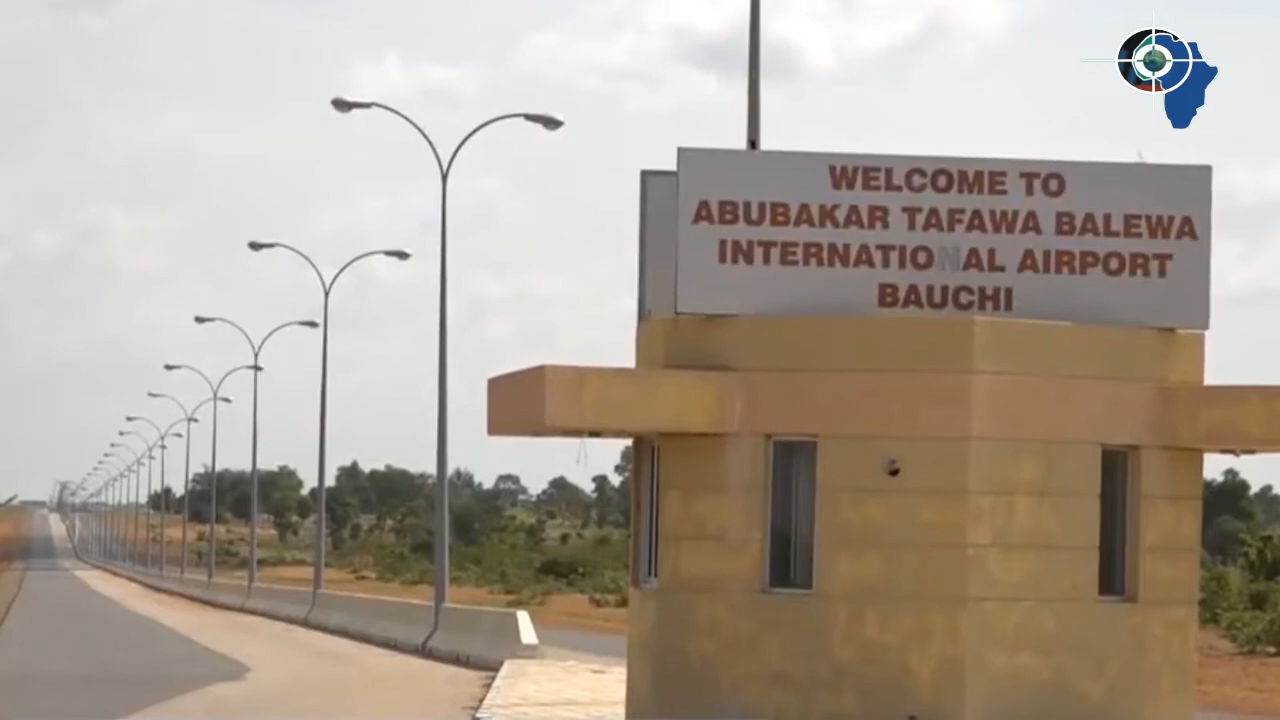 WELCOME TO
ABUBAKAR TAFAWA BALEWA
INTERNATIONAL AIRPORT
BAUCHI